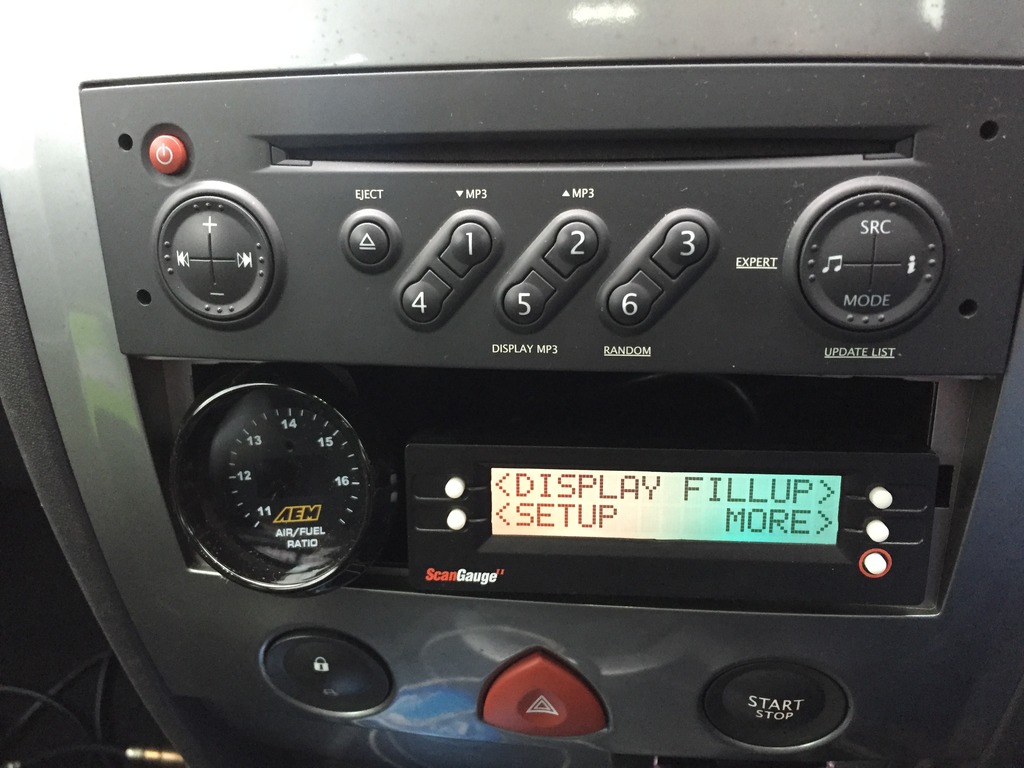 EJECT
▼MP3
▲MP3
1
2
3
4
5
6
DISPLAY MP3
RANDOM
EXPERT
SRC
MODE
UPDATE LIST
11
12
13
14
15
16
AEM
AIR/FUEL
RATIO
<DISPLAY FILLUP>
<SETUP MORE>
ScanGauge II
START
STOP